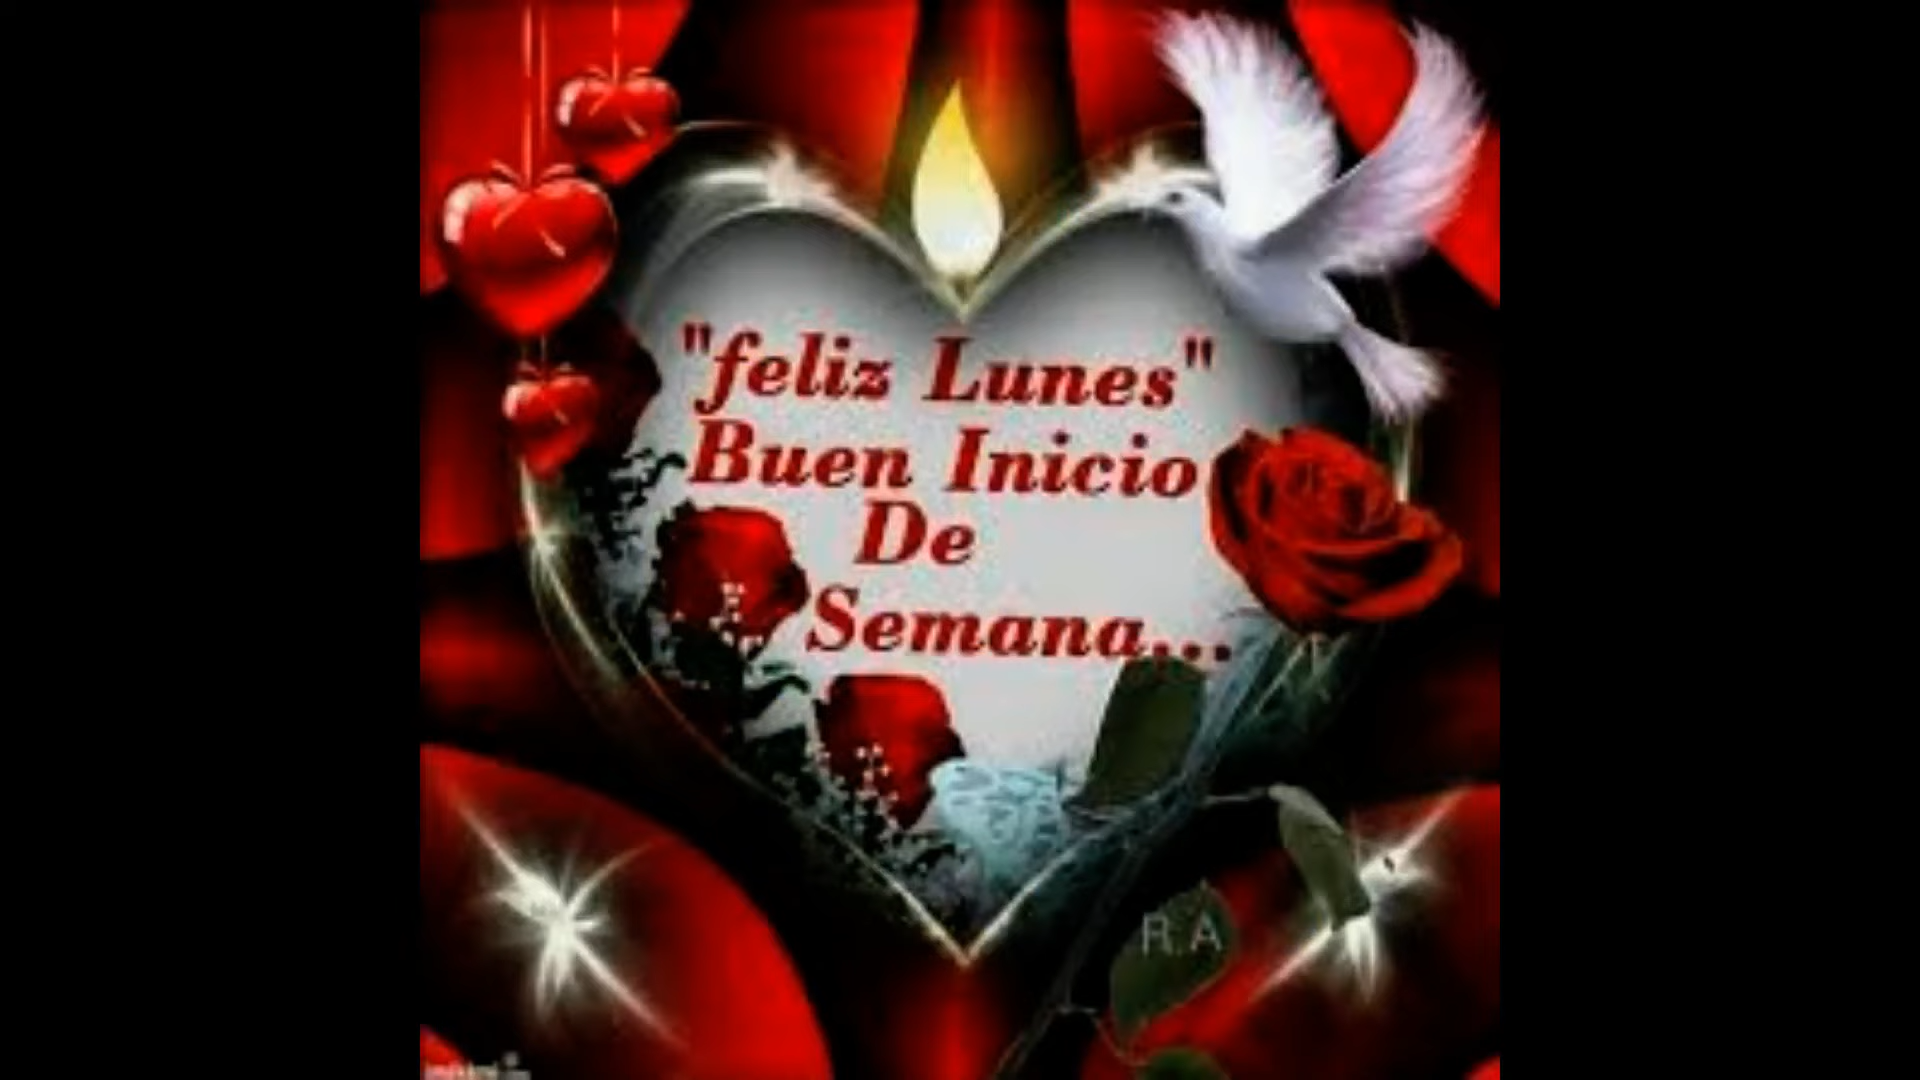 "feliz Lunes"
Buen Inicio
De
Semana...
R.A